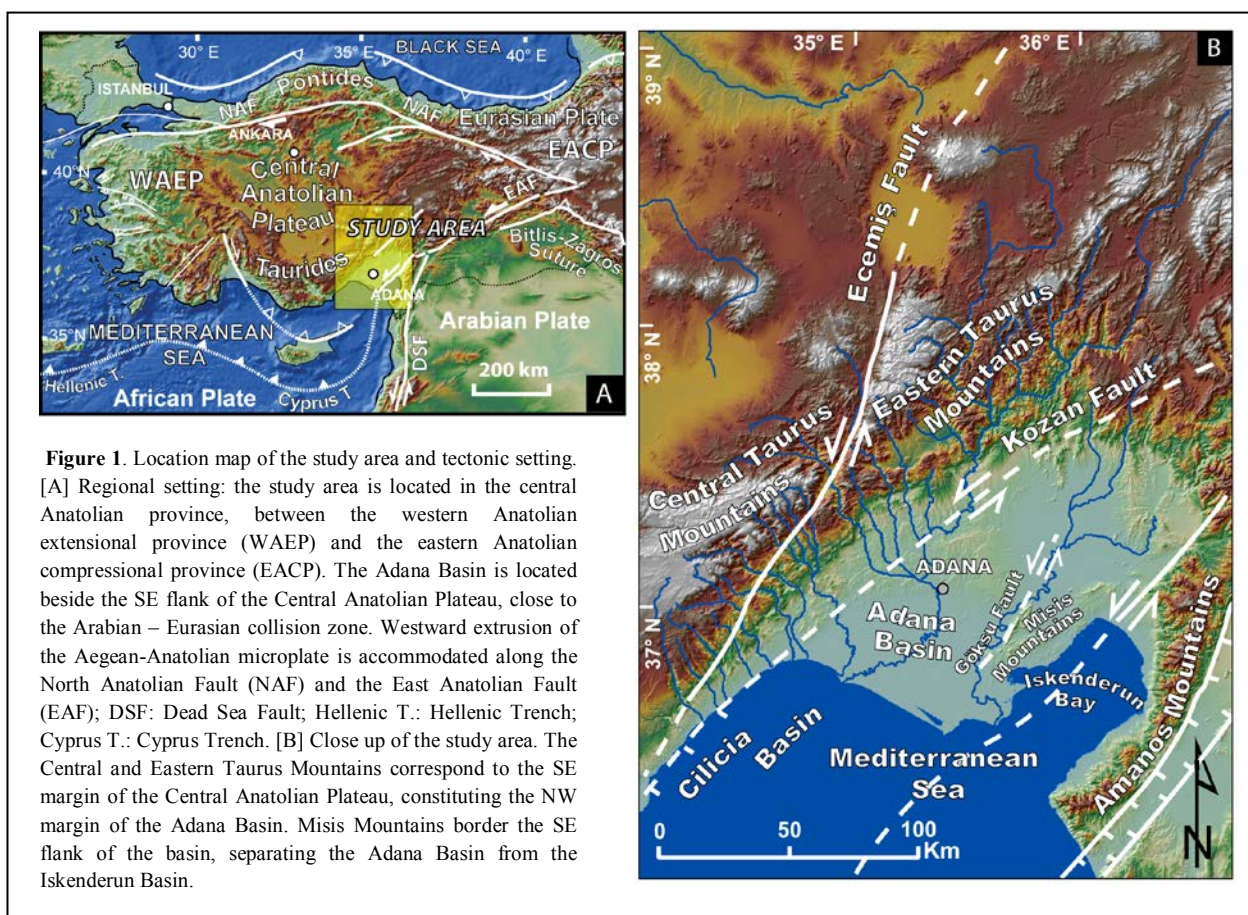 30° E
35° E
40° E
BLACK SEA
A
ISTANBUL
NAF
Pontides
NAF
Eurasian Plate
ANKARA
EACP
40°N
WAEP
Central
Anatolian
Plateau
EAF
STUDY AREA
Bitlis-Zagros
Suture
Taurides
ADANA
35°N
MEDITERRANEAN
SEA
Arabian Plate
DSF
Hellenic T.
Cyprus T.
African Plate
200 km
A
Figure 1. Location map of the study area and tectonic setting.
[A] Regional setting: the study area is located in the central
Anatolian province, between the western Anatolian
extensional province (WAEP) and the eastern Anatolian
compressional province (EACP). The Adana Basin is located
beside the SE flank of the Central Anatolian Plateau, close to
the Arabian – Eurasian collision zone. Westward extrusion of
the Aegean-Anatolian microplate is accommodated along the
North Anatolian Fault (NAF) and the East Anatolian Fault
(EAF); DSF: Dead Sea Fault; Hellenic T.: Hellenic Trench;
Cyprus T.: Cyprus Trench. [B] Close up of the study area. The
Central and Eastern Taurus Mountains correspond to the SE
margin of the Central Anatolian Plateau, constituting the NW
margin of the Adana Basin. Misis Mountains border the SE
flank of the basin, separating the Adana Basin from the
Iskenderun Basin.
35° E
36° E
B
39° N
Ecemis Fault
38° N
Eastern Taurus
Mountains
Central Taurus
Mountains
Kozan Fault
37° N
ADANA
Adana
Basin
Göksu Fault
Misis
Mountains
Iskenderun
Bay
Amanos Mountains
Cilicia
Basin
Mediterranean
Sea
0 50 100
Km
N